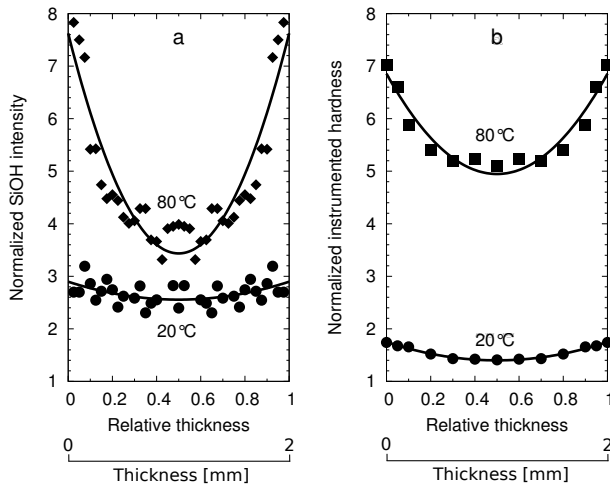 a
Normalized SiOH intensity
8
7
6
5
4
3
2
1
80°C
20°C
0 0.2 0.4 0.6 0.8 1
Relative thickness
0 2
Thickness [mm]
b
Normalized instrumented hardness
8
7
6
5
4
3
2
1
80°C
20°C
0 0.2 0.4 0.6 0.8 1
Relative thickness
0 2
Thickness [mm]